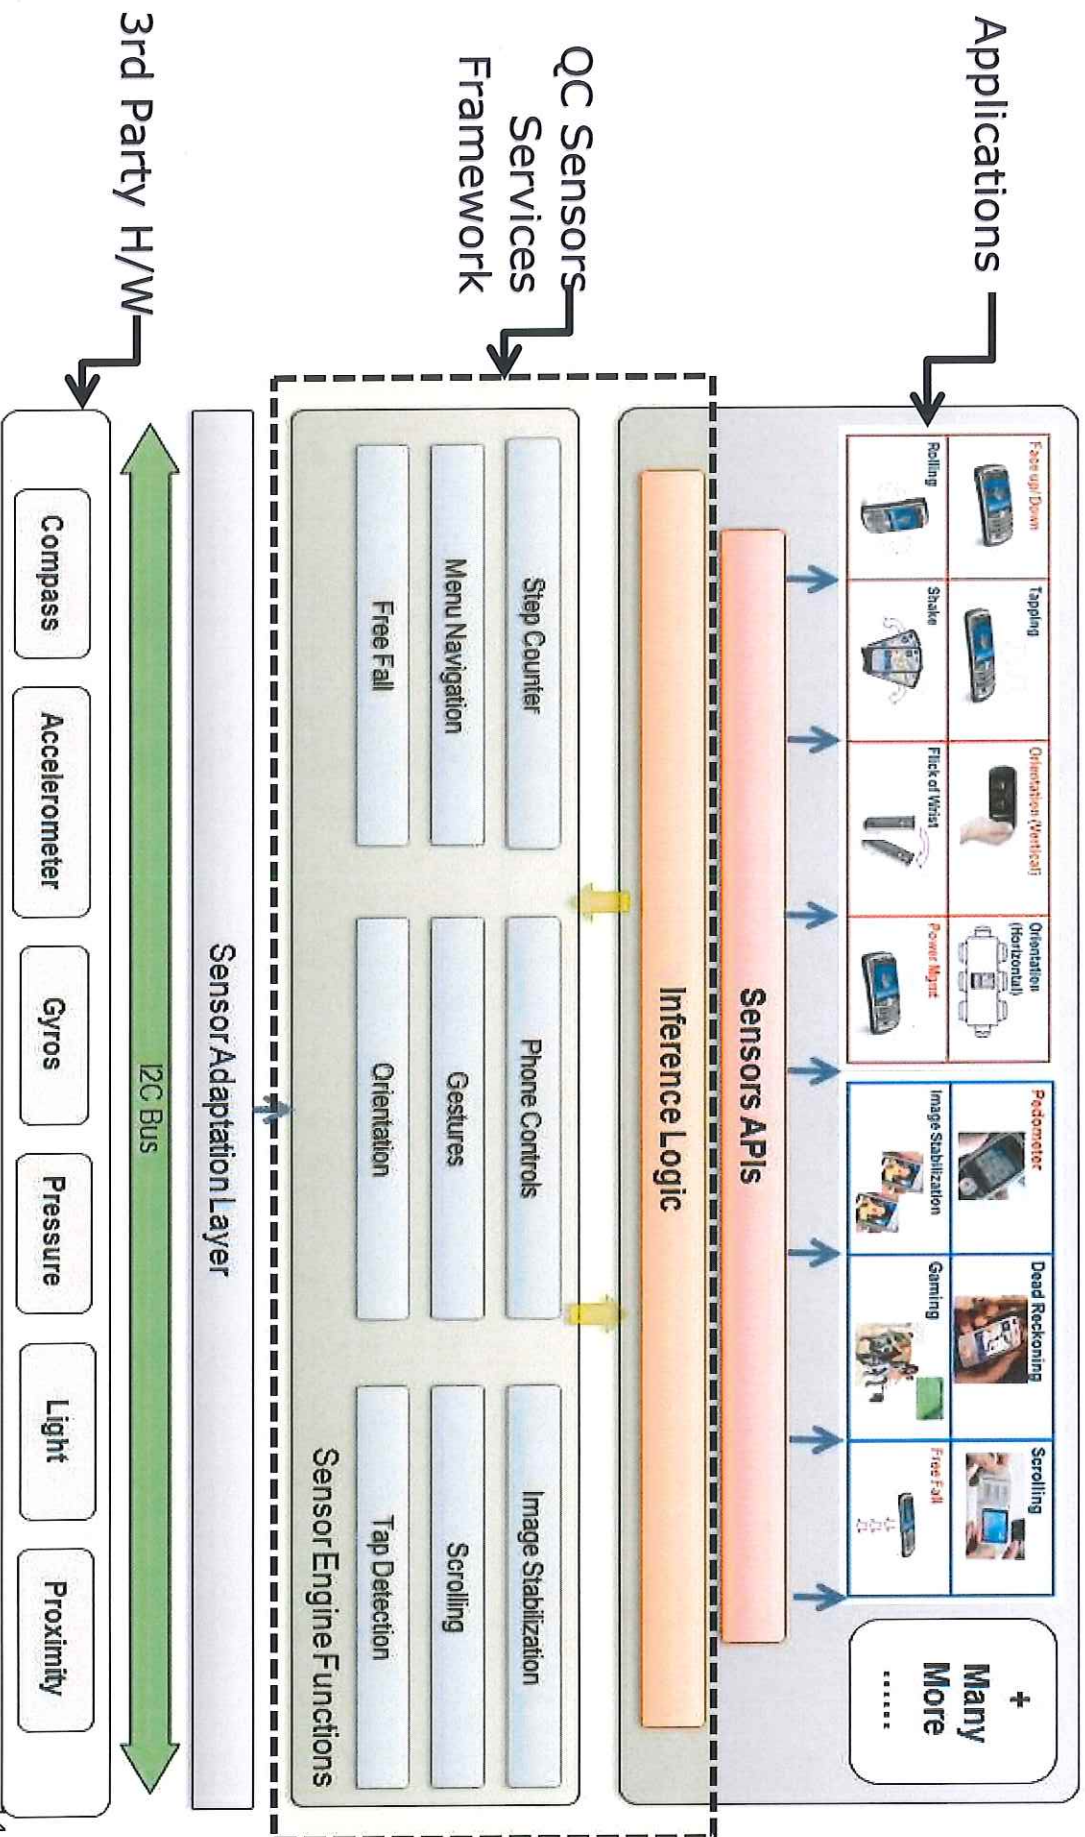 Applications
Face up/Down
Tapping
Orientation (Vertical)
Orientation
(Horizontal)
Pedometer
Dead Reckoning
Scrolling
+
Many
More
......
Rolling
Shake
Flick of Wrist
Power Mgmt
Image Stabilization
Gaming
Free Fall
Sensors APIs
QC Sensors
Services
Framework
Inference Logic
Step Counter
Phone Controls
Image Stabilization
Menu Navigation
Gestures
Scrolling
Free Fall
Orientation
Tap Detection
Sensor Engine Functions
Sensor Adaptation Layer
3rd Party H/W
I2C Bus
Compass
Accelerometer
Gyros
Pressure
Light
Proximity